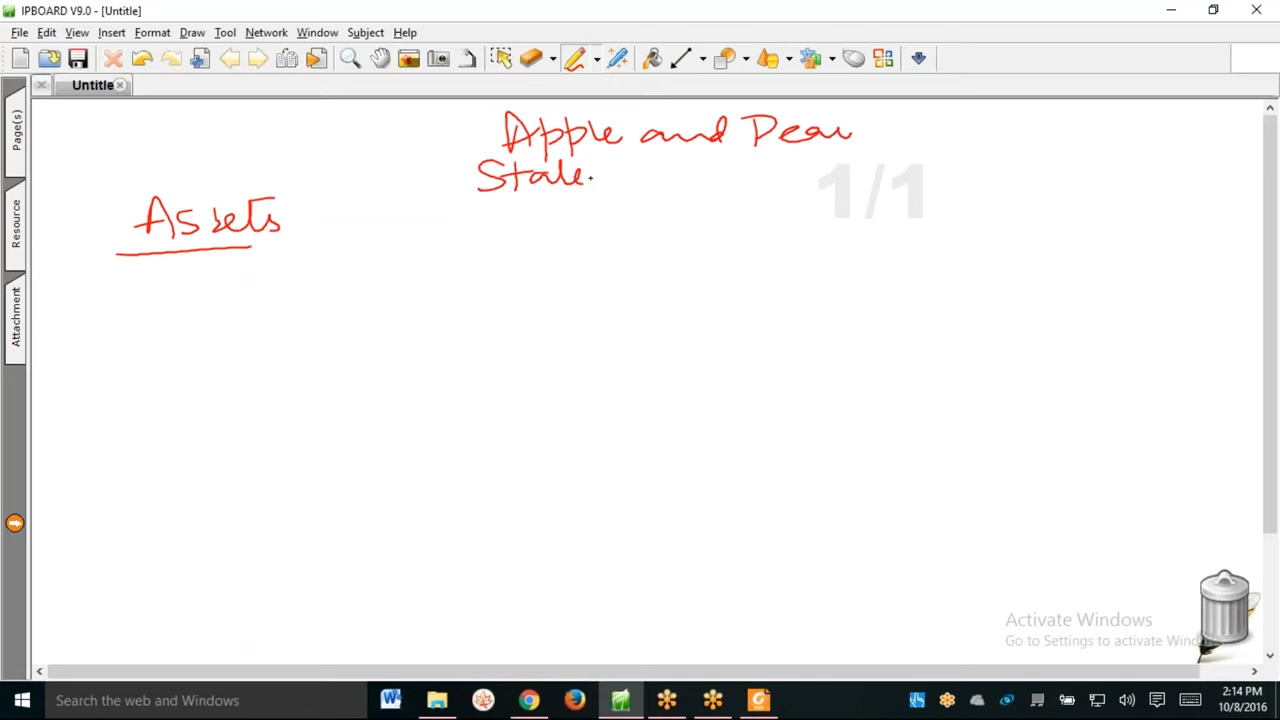 IPBOARD V9.0 - [Untitle]
File Edit View Insert Format Draw Tool Network Window Subject Help
Untitle
Page(s)
Resource
Attachment
Apple and Pear
State
1/1
Assets
Activate Windows
Go to Settings to activate Wind
Search the web and Windows
2:14 PM
10/8/2016